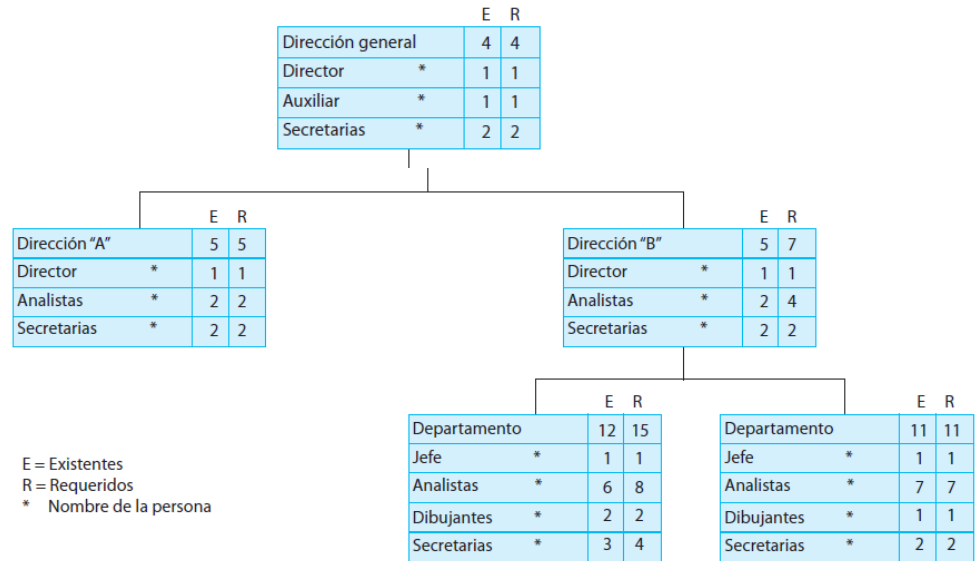 E R
Dirección general 4 4
Director * 1 1
Auxiliar * 1 1
Secretarias * 2 2
E R
Dirección "A" 5 5
Director * 1 1
Analistas * 2 2
Secretarias * 2 2
E R
Dirección "B" 5 7
Director * 1 1
Analistas * 2 4
Secretarias * 2 2
E R
Departamento 12 15
Jefe * 1 1
Analistas * 6 8
Dibujantes * 2 2
Secretarias * 3 4
E R
Departamento 11 11
Jefe * 1 1
Analistas * 7 7
Dibujantes * 1 1
Secretarias * 2 2
E = Existentes
R = Requeridos
* Nombre de la persona